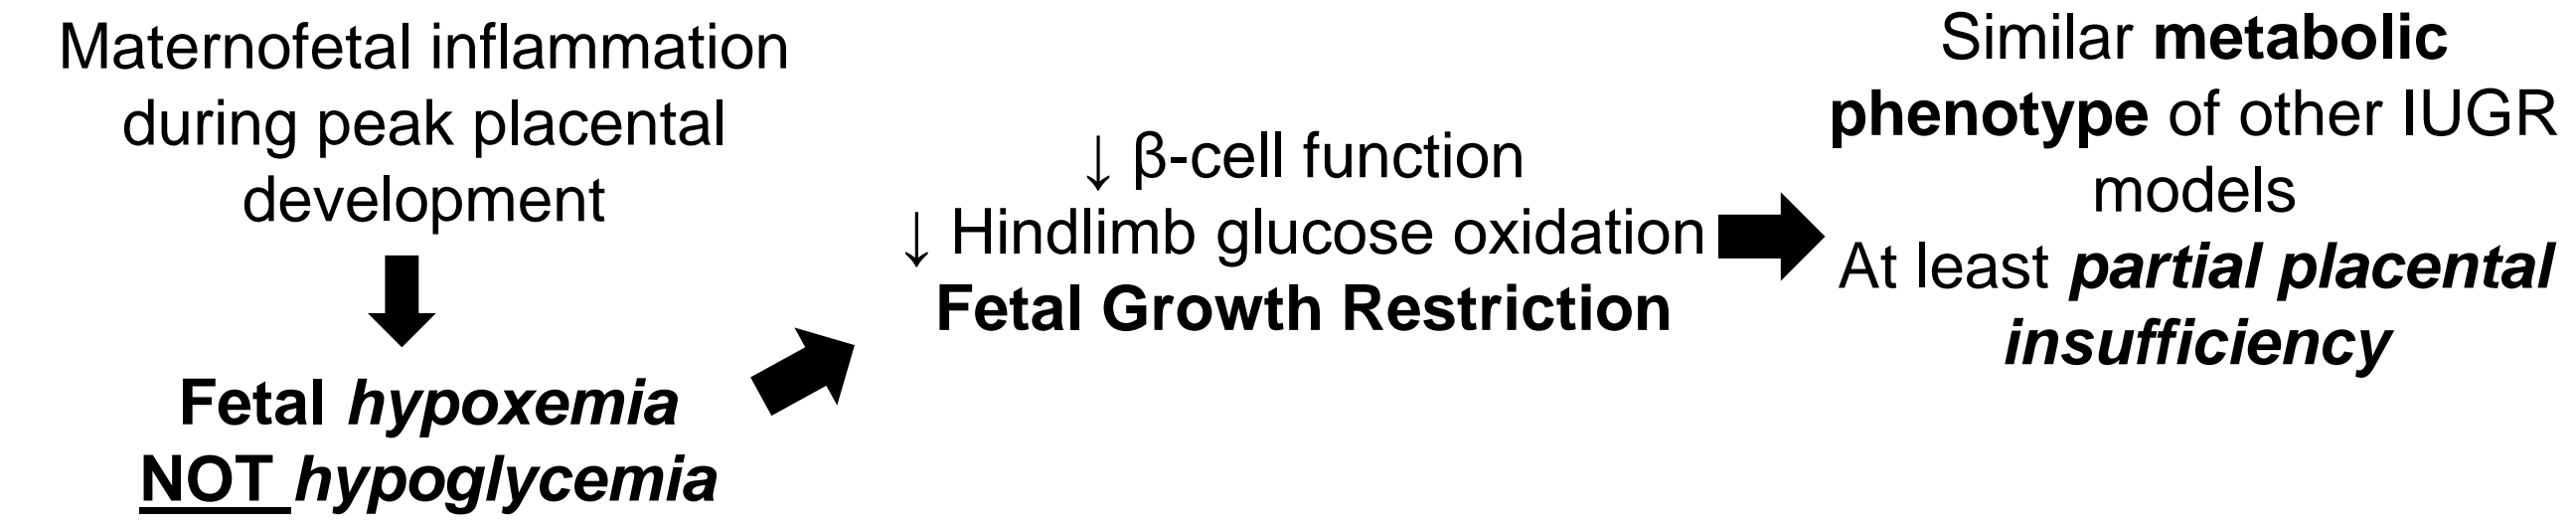 Maternofetal inflammation
during peak placental
development
Fetal hypoxemia
NOT hypoglycemia
↓ β-cell function
↓ Hindlimb glucose oxidation
Fetal Growth Restriction
Similar metabolic
phenotype of other IUGR
models
At least partial placental
insufficiency